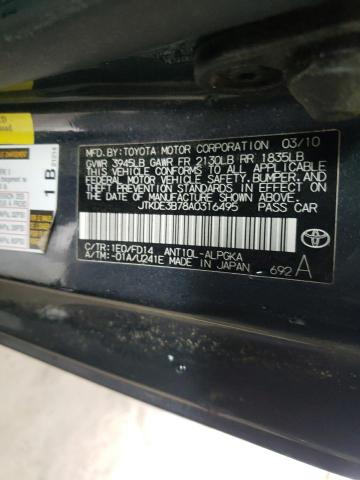 MFD. BY: TOYOTA MOTOR CORPORATION 03/10
GVWR 3945LB GAWR FR 2130LB RR 1835LB
THIS VEHICLE CONFORMS TO ALL APPLICABLE
FEDERAL MOTOR VEHICLE SAFETY, BUMPER, AND
THEFT PREVENTION STANDARDS IN EFFECT ON
THE DATE OF MANUFACTURE SHOWN ABOVE.
JTKDE3B78A0316495 PASS CAR
C/TR: 1E0/FD14 ANT10L-ALPGKA
A/TM: -01A/U241E MADE IN JAPAN 692 A
TOYOTA
1 B